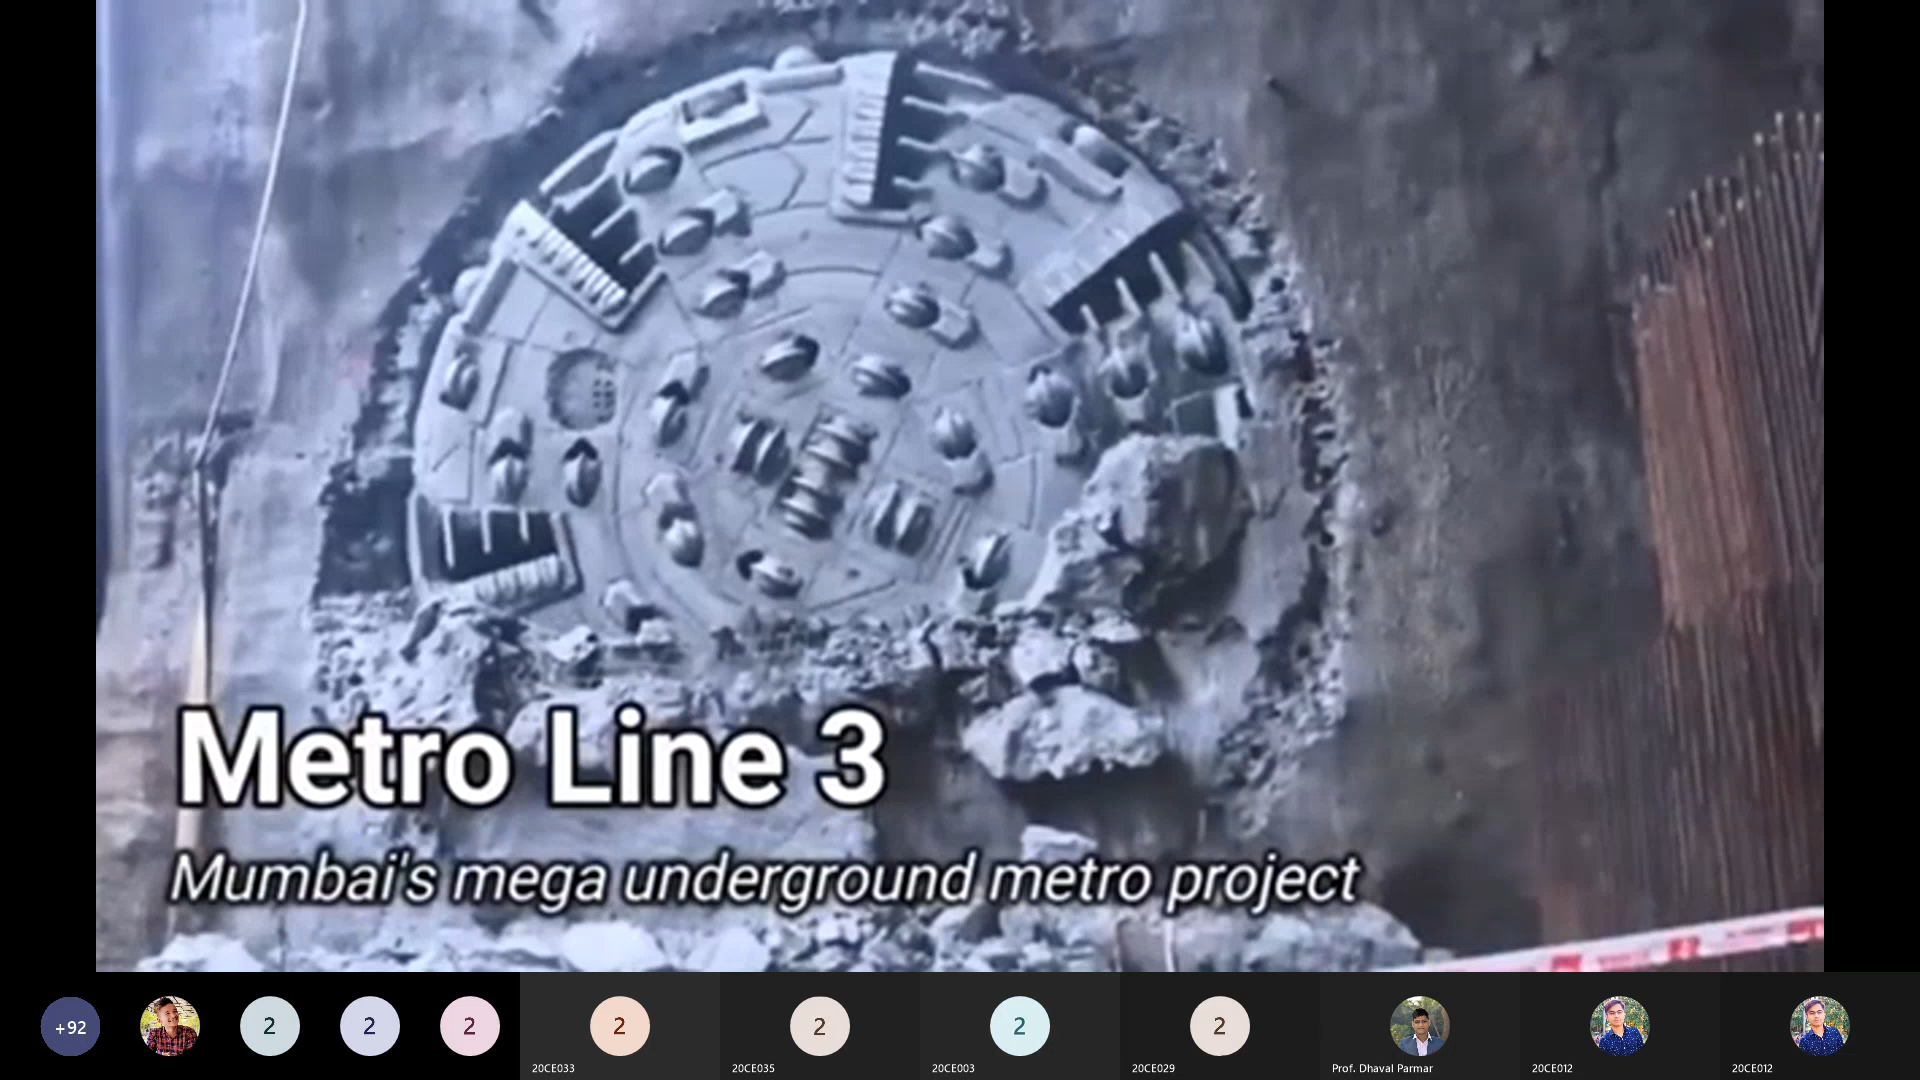 Metro Line 3
Mumbai's mega underground metro project
+92
2
2
2
2
20CE033
2
20CE035
2
20CE003
2
20CE029
Prof. Dhaval Parmar
20CE012
20CE012